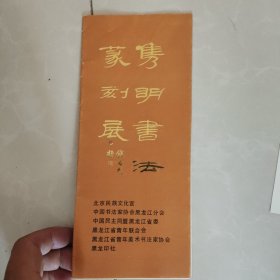 隽明書法
篆刻展
北京民族文化宫
中国书法家协会黑龙江分会
中国民主同盟黑龙江省委
黑龙江省青年联合会
黑龙江省青年美术书法家协会
黑龙江印社